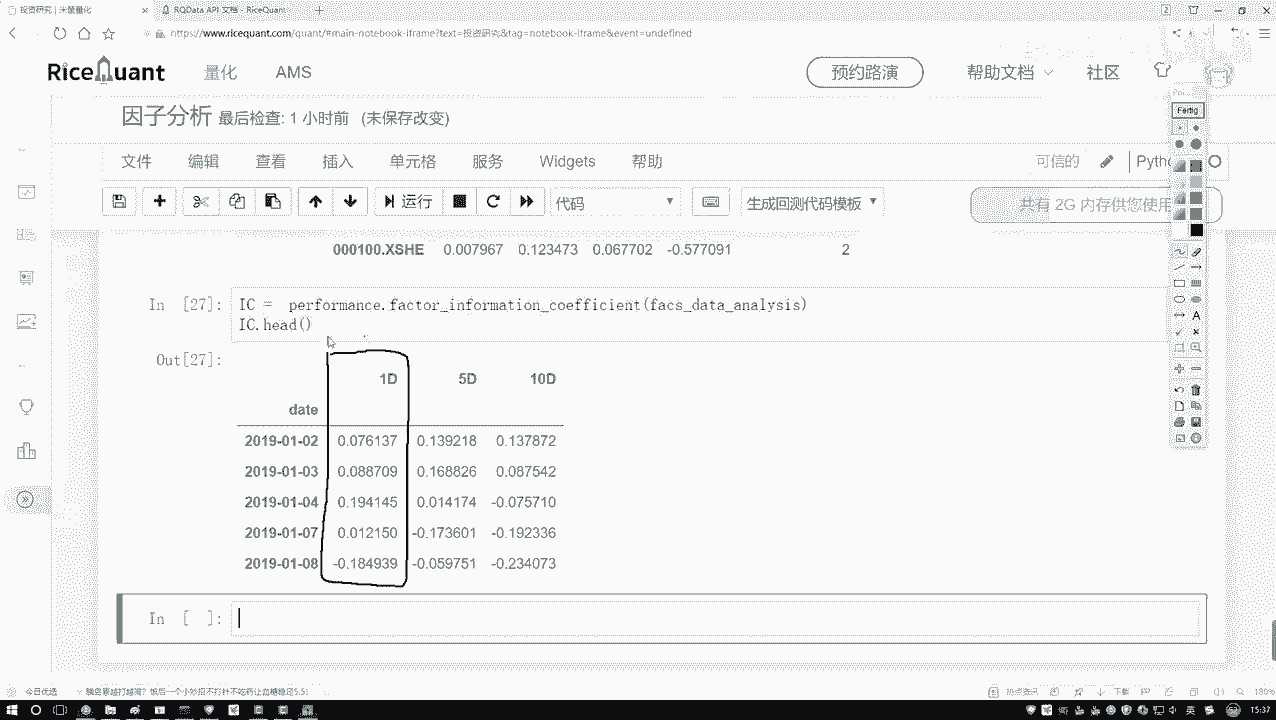 投资研究 | 米筐量化
RQData API 文档 - RiceQuant
https://www.ricequant.com/quant/#main-notebook-iframe?text=投资研究&tag=notebook-iframe&event=undefined
RiceQuant 量化 AMS 预约路演 帮助文档 社区
因子分析 最后检查: 1 小时前 (未保存改变)
Fertig
文件 编辑 查看 插入 单元格 服务 Widgets 帮助 可信的
运行 代码 生成回测代码模板 共有 2G 内存供您使用
000100.XSHE 0.007967 0.123473 0.067702 -0.577091 2
In [27]: IC = performance.factor_information_coefficient(facs_data_analysis)
IC.head()
Out[27]:
1D 5D 10D
date
2019-01-02 0.076137 0.139218 0.137872
2019-01-03 0.088709 0.168826 0.087542
2019-01-04 0.194145 0.014174 -0.075710
2019-01-07 0.012150 -0.173601 -0.192336
2019-01-08 -0.184939 -0.059751 -0.234073
In [ ]:
今日优选
下载 180%
英 15:37